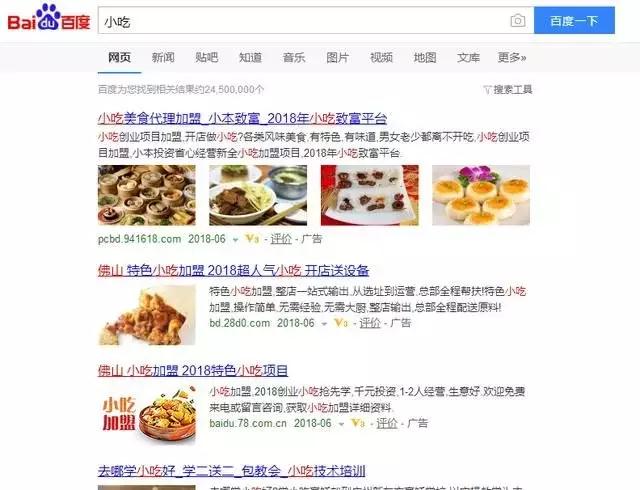 Bai du 百度
小吃
百度一下
网页 新闻 贴吧 知道 音乐 图片 视频 地图 文库 更多»
百度为您找到相关结果约24,500,000个
搜索工具
小吃美食代理加盟_小本致富_2018年小吃致富平台
小吃创业项目加盟,开店做小吃?各类风味美食,有特色,有味道,男女老少都离不开吃,小吃创业项
目加盟,小本投资省心经营新全小吃加盟项目,2018年小吃致富平台.
pcbd.941618.com 2018-06 V3 - 评价 - 广告
佛山 特色小吃加盟 2018超人气小吃 开店送设备
特色小吃加盟,整店一站式输出,从选址到运营,总部全程帮扶!特色小吃
加盟,操作简单,无需经验,无需大厨,整店输出,总部全程配送原料!
bd.28d0.com 2018-06 V3 - 评价 - 广告
佛山 小吃加盟 2018特色小吃项目
小吃
加盟
小吃加盟,2018创业小吃抢先学,千元投资,1-2人经营,生意好.欢迎免费
来电或留言咨询,获取小吃加盟详细资料.
baidu.78.com.cn 2018-06 V3 - 评价 - 广告
去哪学小吃好_学二送二_包教会_小吃技术培训